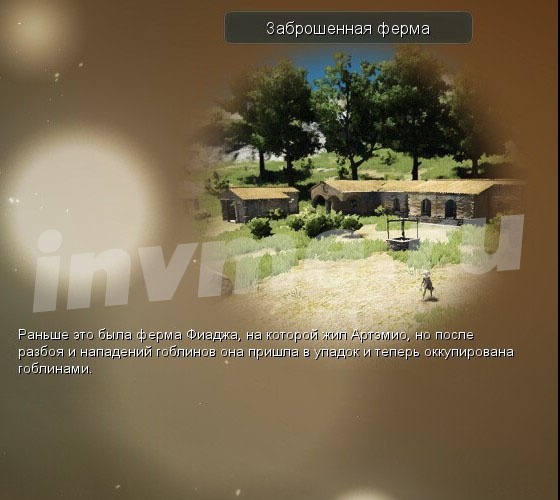 Заброшенная ферма
Раньше это была ферма Фиаджа, на которой жил Артэмио, но после
разбоя и нападений гоблинов она пришла в упадок и теперь оккупирована
гоблинами.